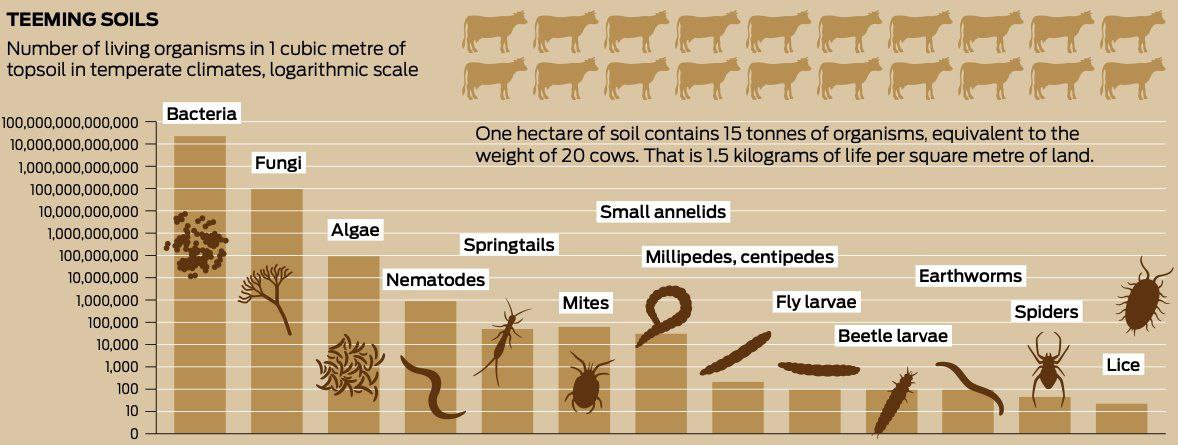 TEEMING SOILS
Number of living organisms in 1 cubic metre of
topsoil in temperate climates, logarithmic scale
One hectare of soil contains 15 tonnes of organisms, equivalent to the
weight of 20 cows. That is 1.5 kilograms of life per square metre of land.
100,000,000,000,000
10,000,000,000,000
1,000,000,000,000
100,000,000,000
10,000,000,000
1,000,000,000
100,000,000
10,000,000
1,000,000
100,000
10,000
1,000
100
10
0
Bacteria
Fungi
Algae
Nematodes
Springtails
Mites
Small annelids
Millipedes, centipedes
Fly larvae
Beetle larvae
Earthworms
Spiders
Lice